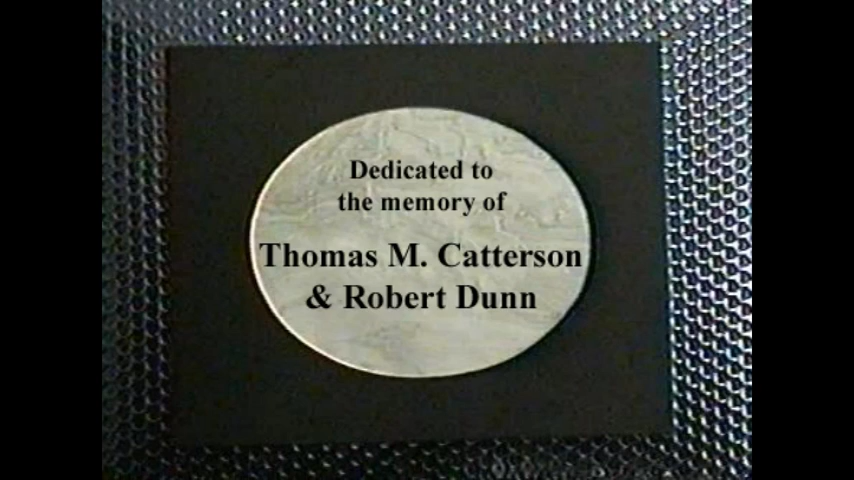 Dedicated to
the memory of
Thomas M. Catterson
& Robert Dunn